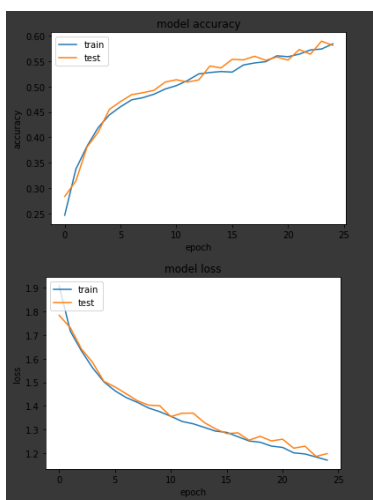 model accuracy
train
test
0.60
0.55
0.50
0.45
0.40
0.35
0.30
0.25
accuracy
0
5
10
15
20
25
epoch
model loss
train
test
1.9
1.8
1.7
1.6
1.5
1.4
1.3
1.2
loss
0
5
10
15
20
25
epoch